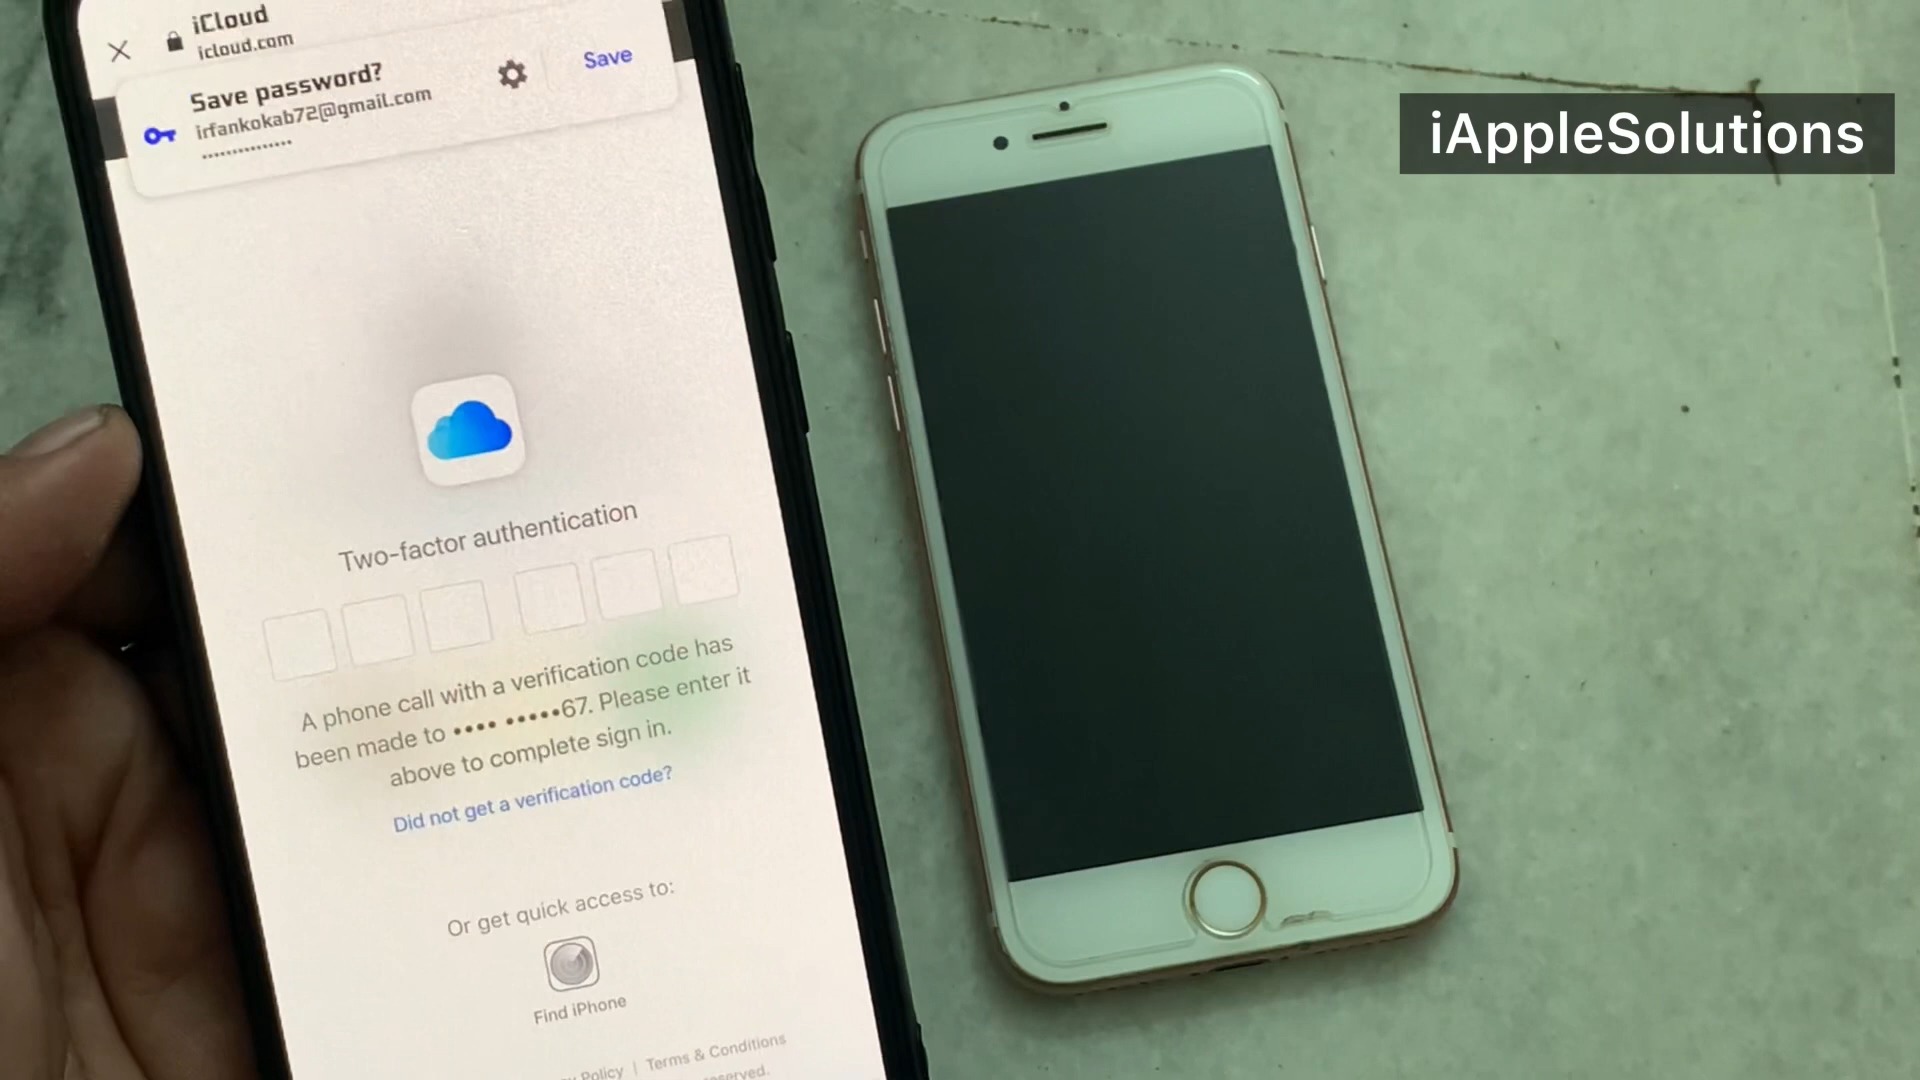 iCloud
icloud.com
Save password?
irfankokab72@gmail.com
•••••••••••••••
Save
iAppleSolutions
Two-factor authentication
A phone call with a verification code has
been made to •••• •••••67. Please enter it
above to complete sign in.
Did not get a verification code?
Or get quick access to:
Find iPhone
Policy | Terms & Conditions